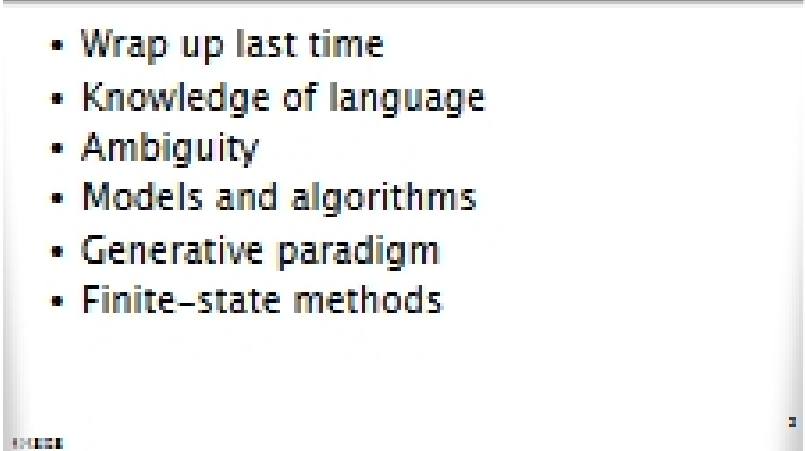 • Wrap up last time
• Knowledge of language
• Ambiguity
• Models and algorithms
• Generative paradigm
• Finite-state methods